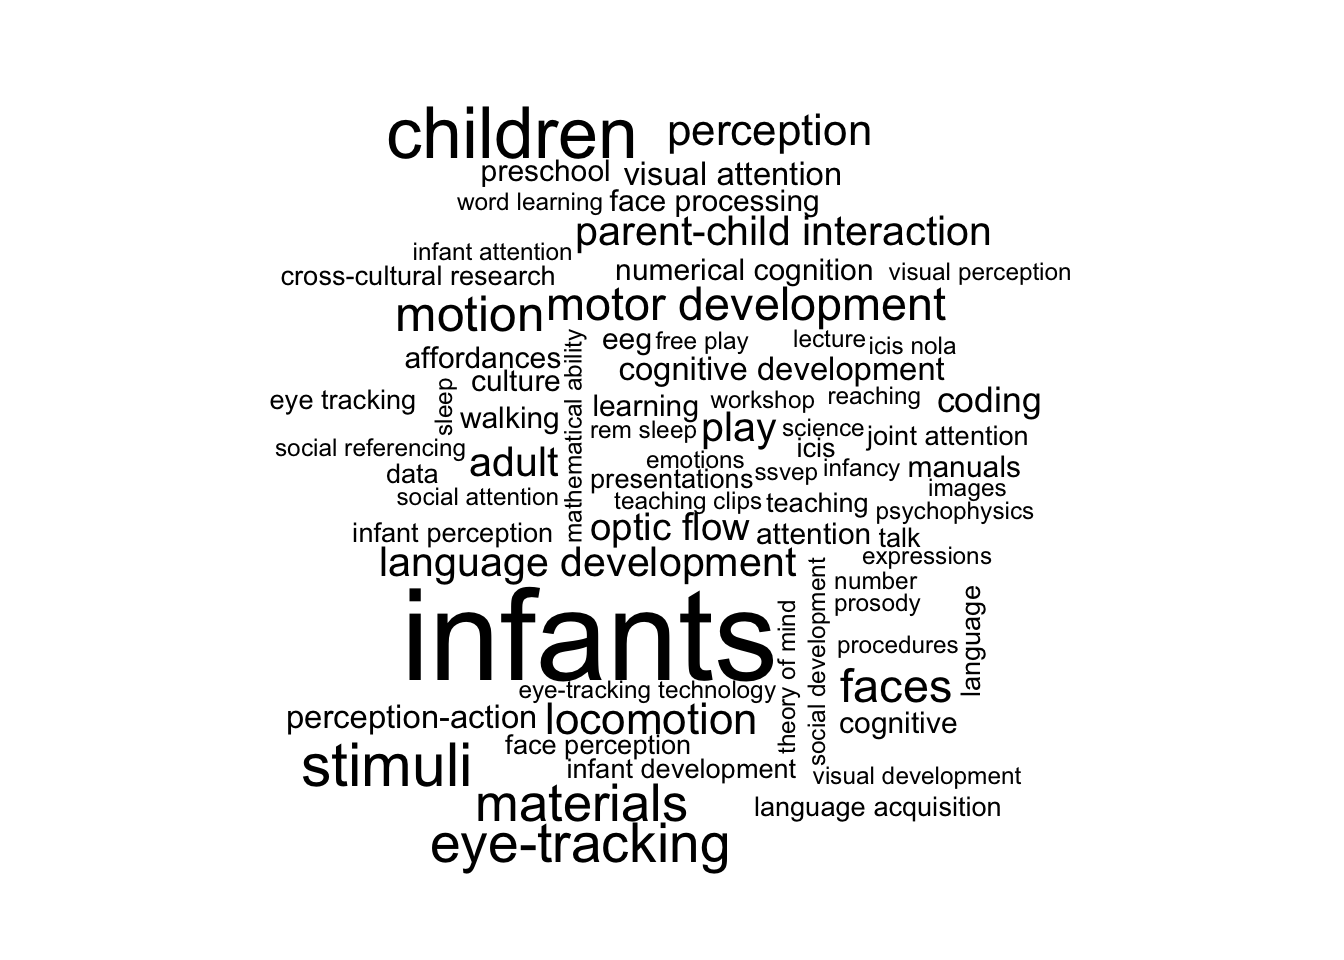 children
perception
preschool
visual attention
word learning
face processing
parent-child interaction
infant attention
cross-cultural research
numerical cognition
visual perception
motion
motor development
eeg
free play
lecture
icis nola
affordances
mathematical ability
culture
cognitive development
eye tracking
sleep
walking
learning
workshop
reaching
coding
rem sleep
play
science
joint attention
social referencing
icis
adult
emotions
data
presentations
ssvep
infancy
manuals
images
social attention
teaching clips
teaching
psychophysics
infant perception
optic flow
attention
talk
language development
expressions
infants
theory of mind
social development
number
prosody
language
procedures
eye-tracking technology
faces
perception-action
locomotion
cognitive
face perception
stimuli
infant development
visual development
materials
language acquisition
eye-tracking